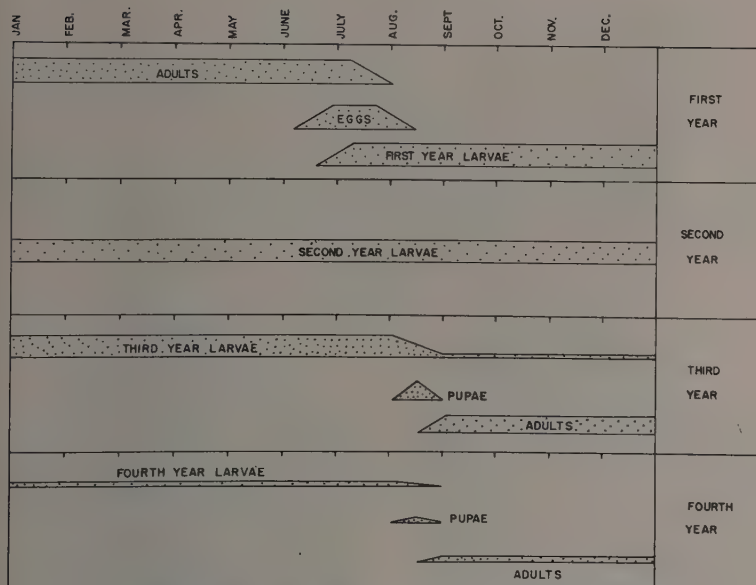 JAN
FEB.
MAR.
APR.
MAY
JUNE
JULY
AUG.
SEPT
OCT.
NOV.
DEC.
ADULTS
EGGS
FIRST YEAR LARVAE
FIRST
YEAR
SECOND YEAR LARVAE
SECOND
YEAR
THIRD YEAR LARVAE
PUPAE
ADULTS
THIRD
YEAR
FOURTH YEAR LARVAE
PUPAE
ADULTS
FOURTH
YEAR